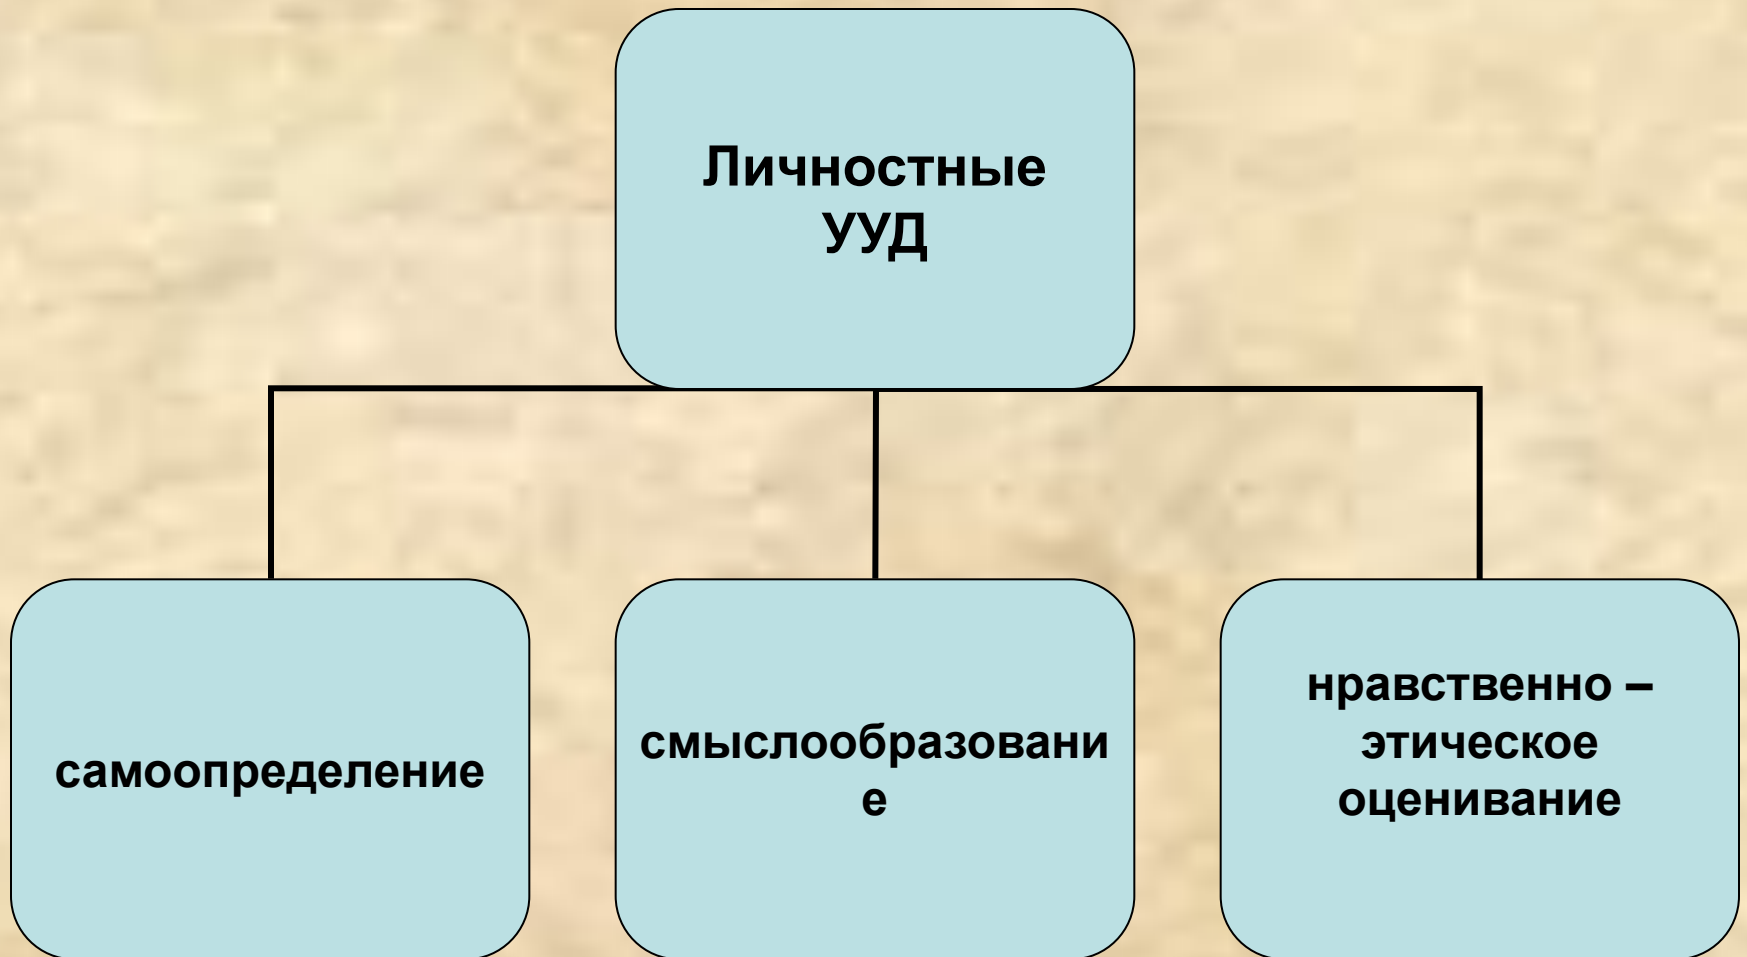 Личностные
УУД
самоопределение
смыслообразовани
е
нравственно –
этическое
оценивание